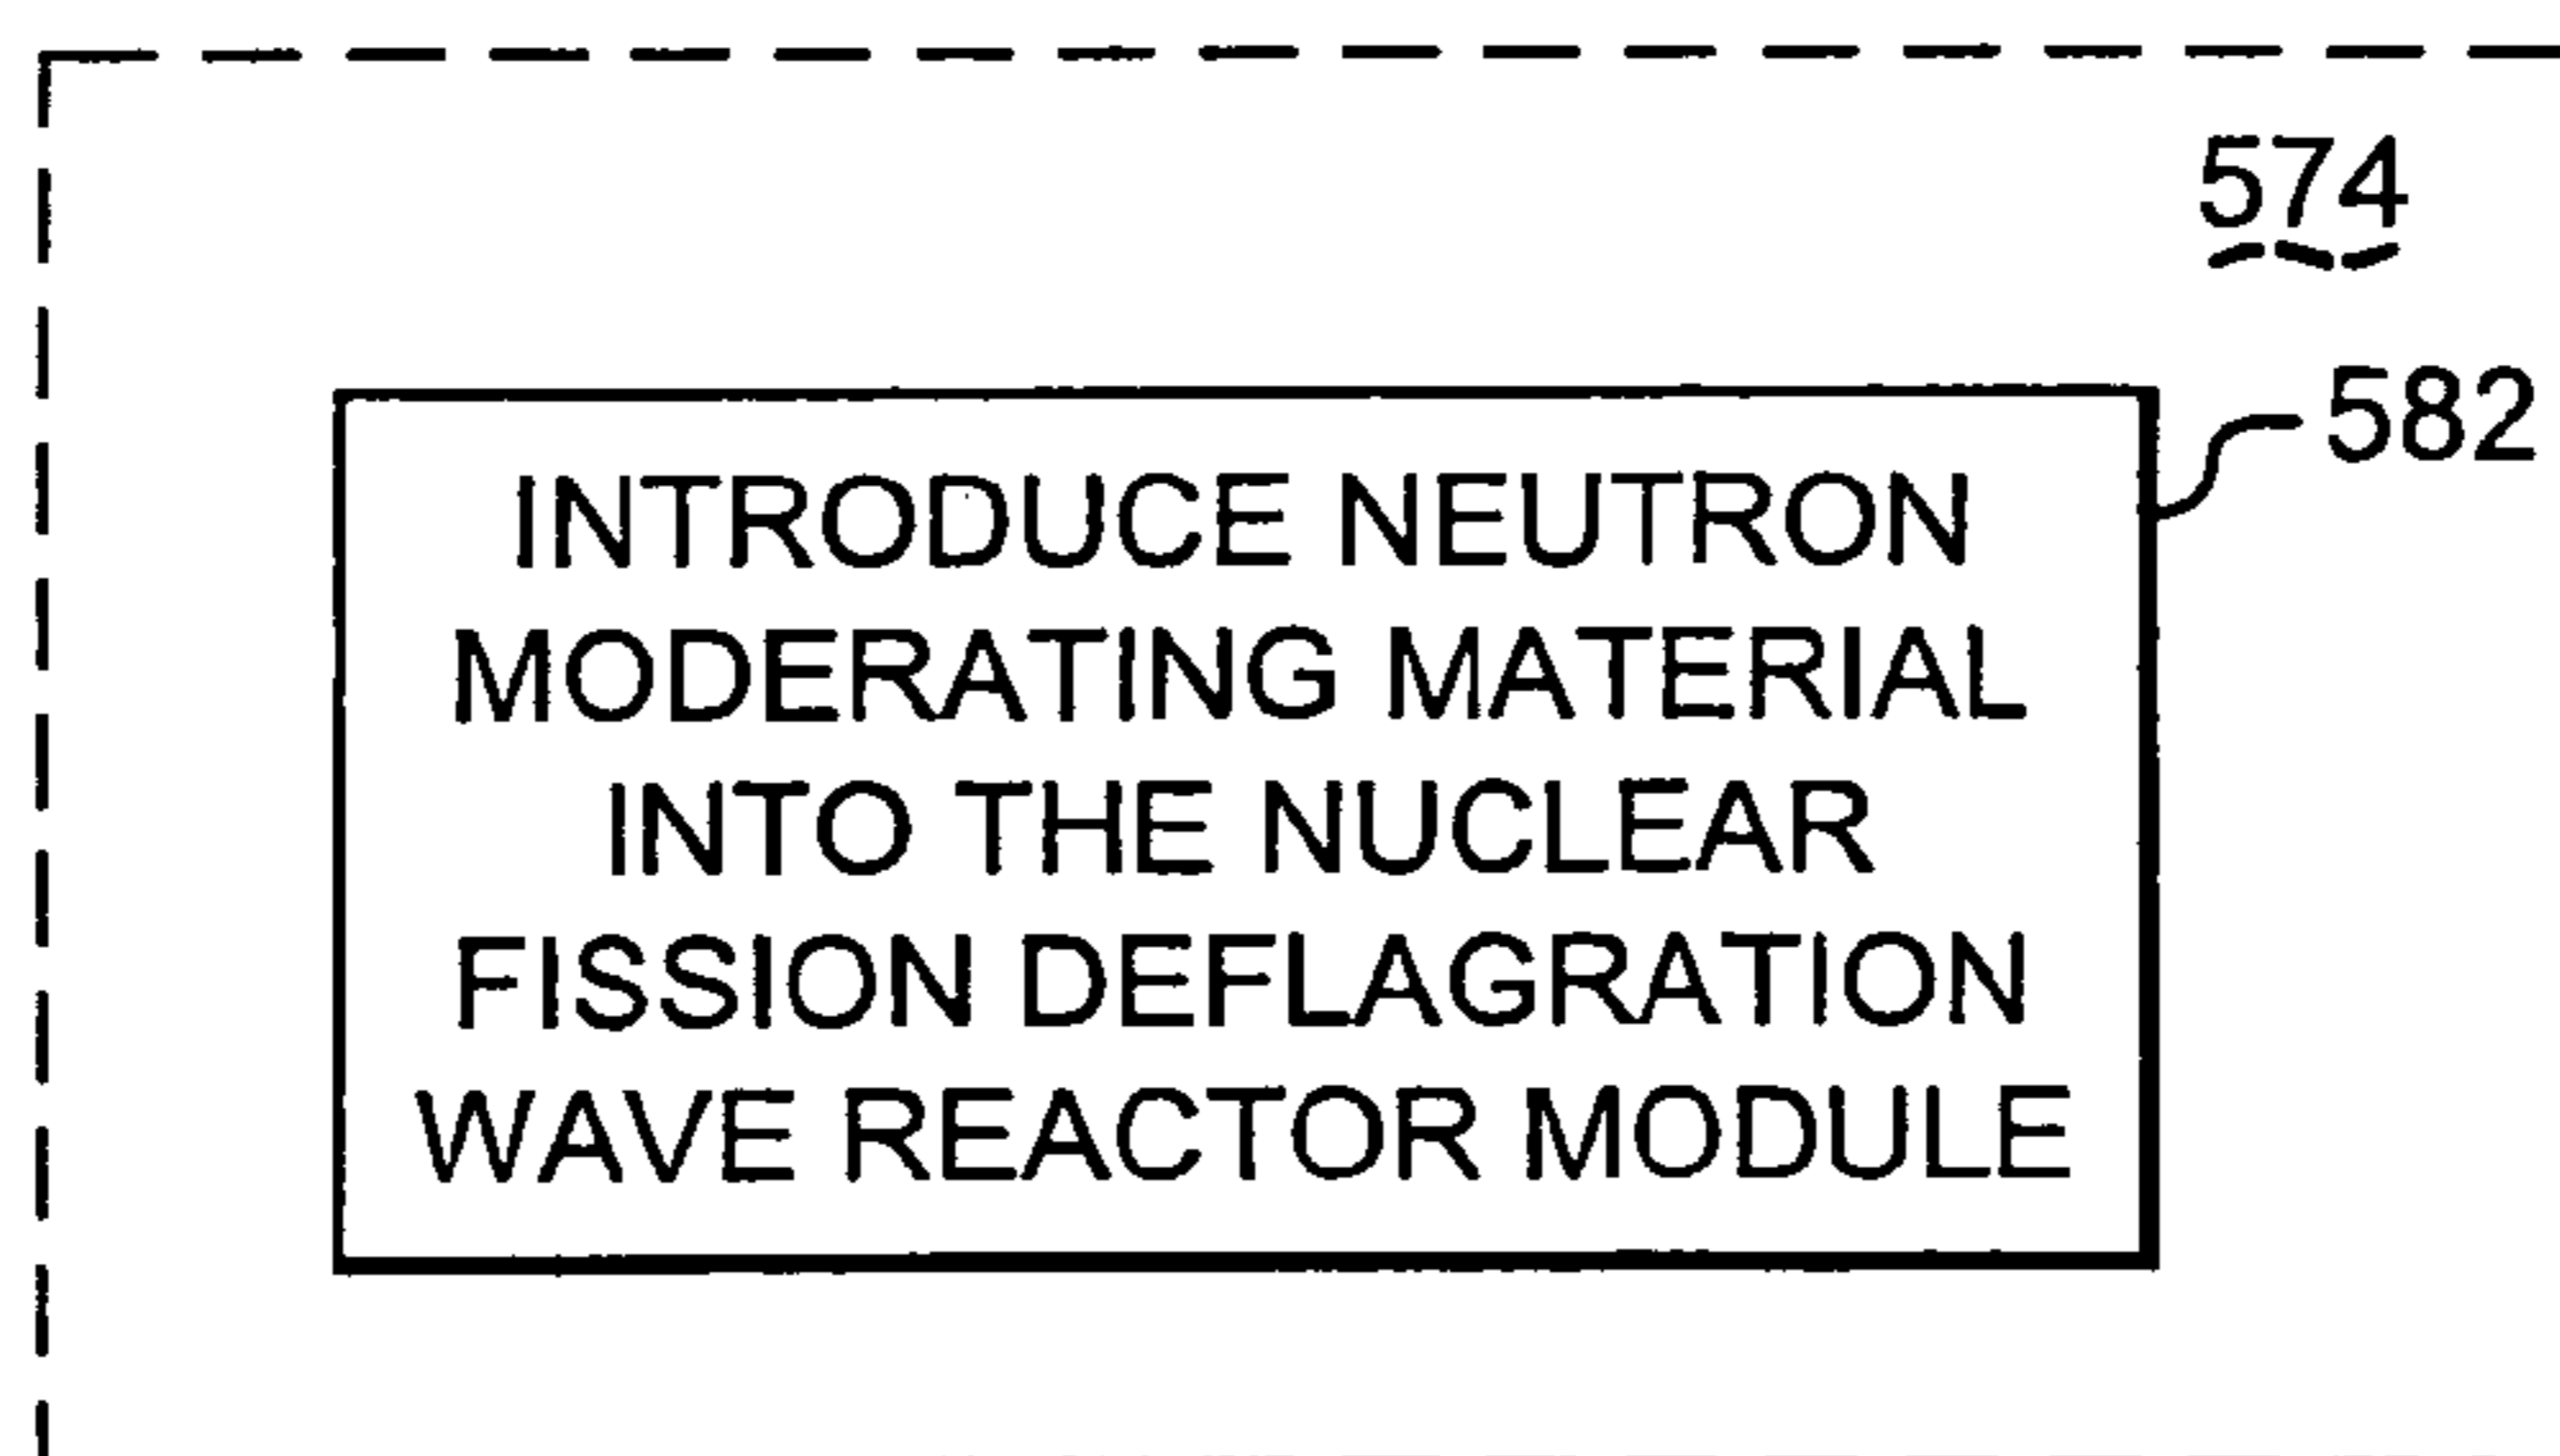 574
582
INTRODUCE NEUTRON
MODERATING MATERIAL
INTO THE NUCLEAR
FISSION DEFLAGRATION
WAVE REACTOR MODULE